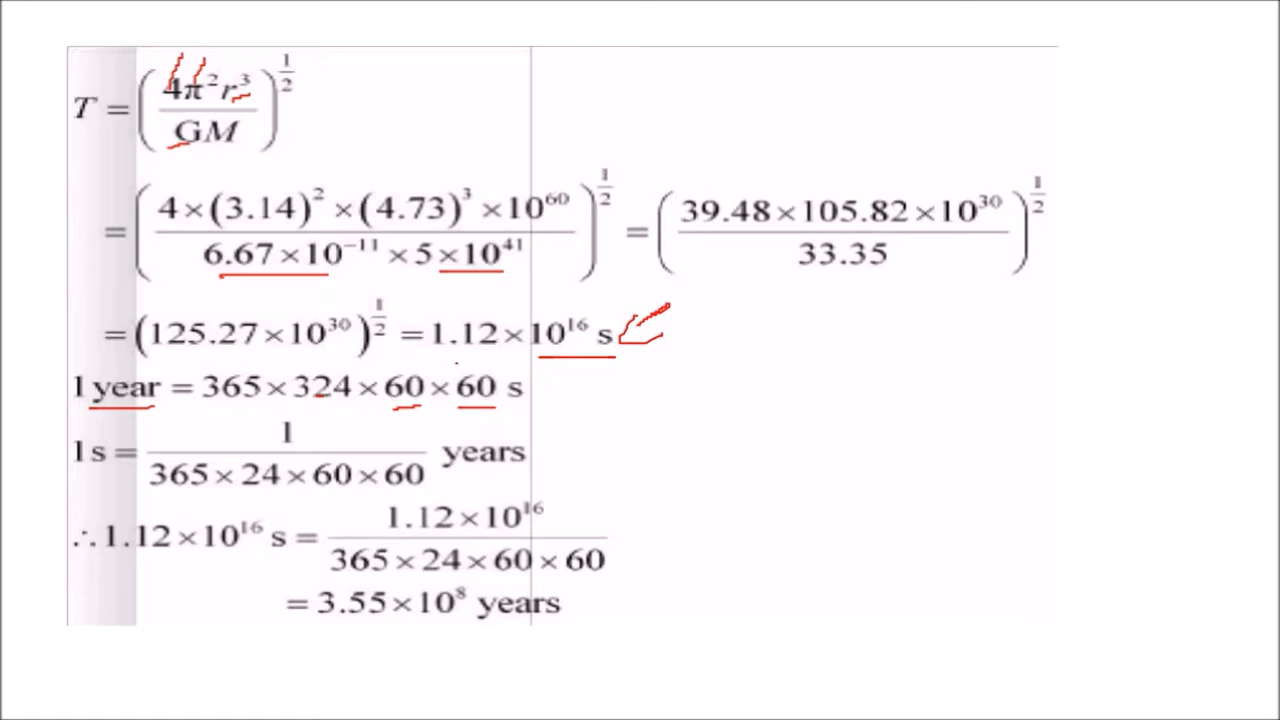 T = (4π²r³ / GM)^(1/2)
= (4×(3.14)²×(4.73)³×10⁶⁰ / 6.67×10⁻¹¹×5×10⁴¹)^(1/2) = (39.48×105.82×10³⁰ / 33.35)^(1/2)
= (125.27×10³⁰)^(1/2) = 1.12×10¹⁶ s
1 year = 365×324×60×60 s
1 s = 1 / 365×24×60×60 years
∴ 1.12×10¹⁶ s = 1.12×10¹⁶ / 365×24×60×60
= 3.55×10⁸ years